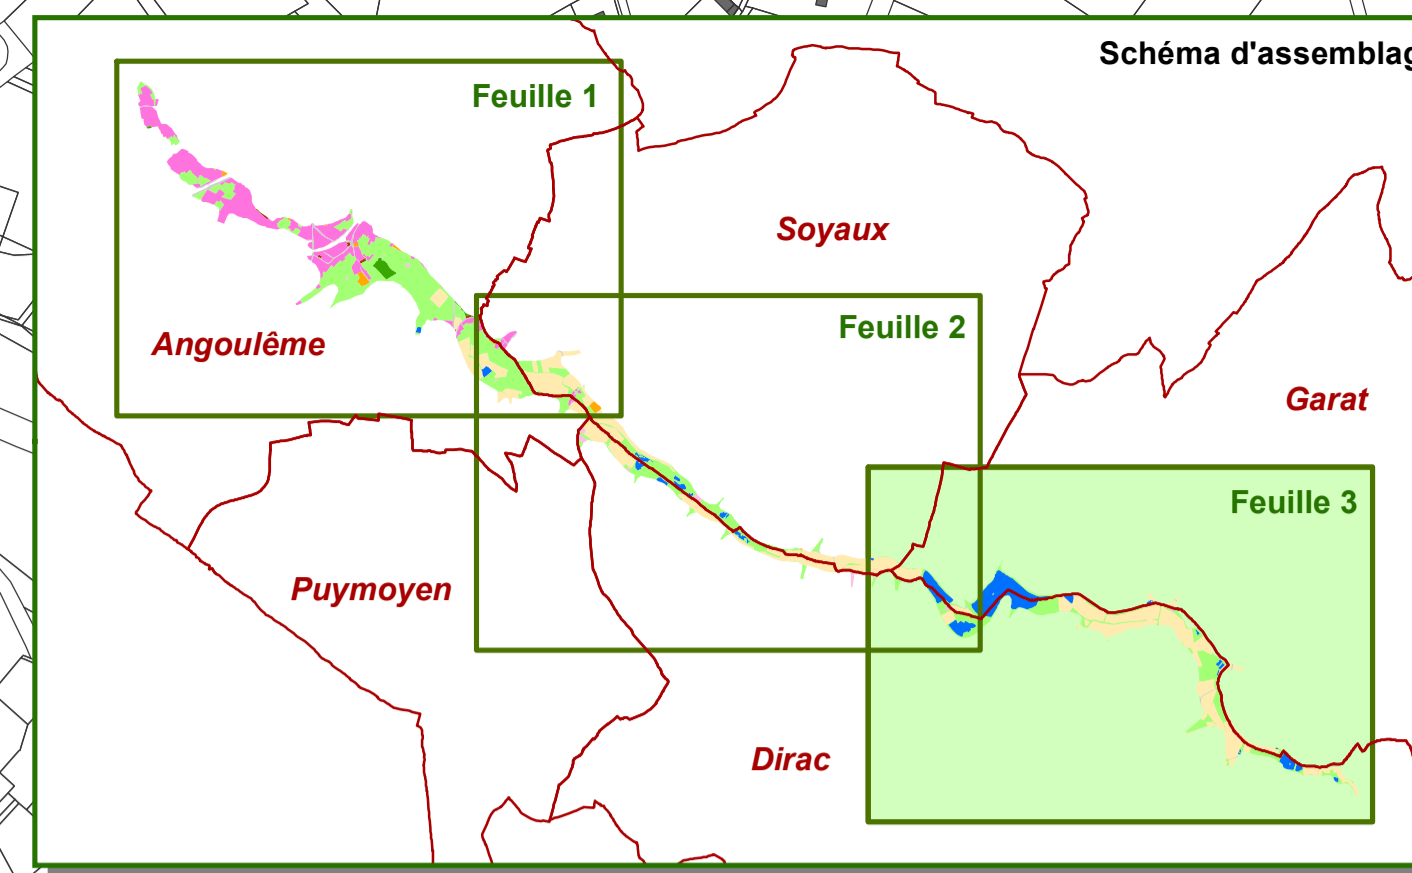 Schéma d'assemblag
Feuille 1
Soyaux
Feuille 2
Angoulême
Garat
Feuille 3
Puymoyen
Dirac